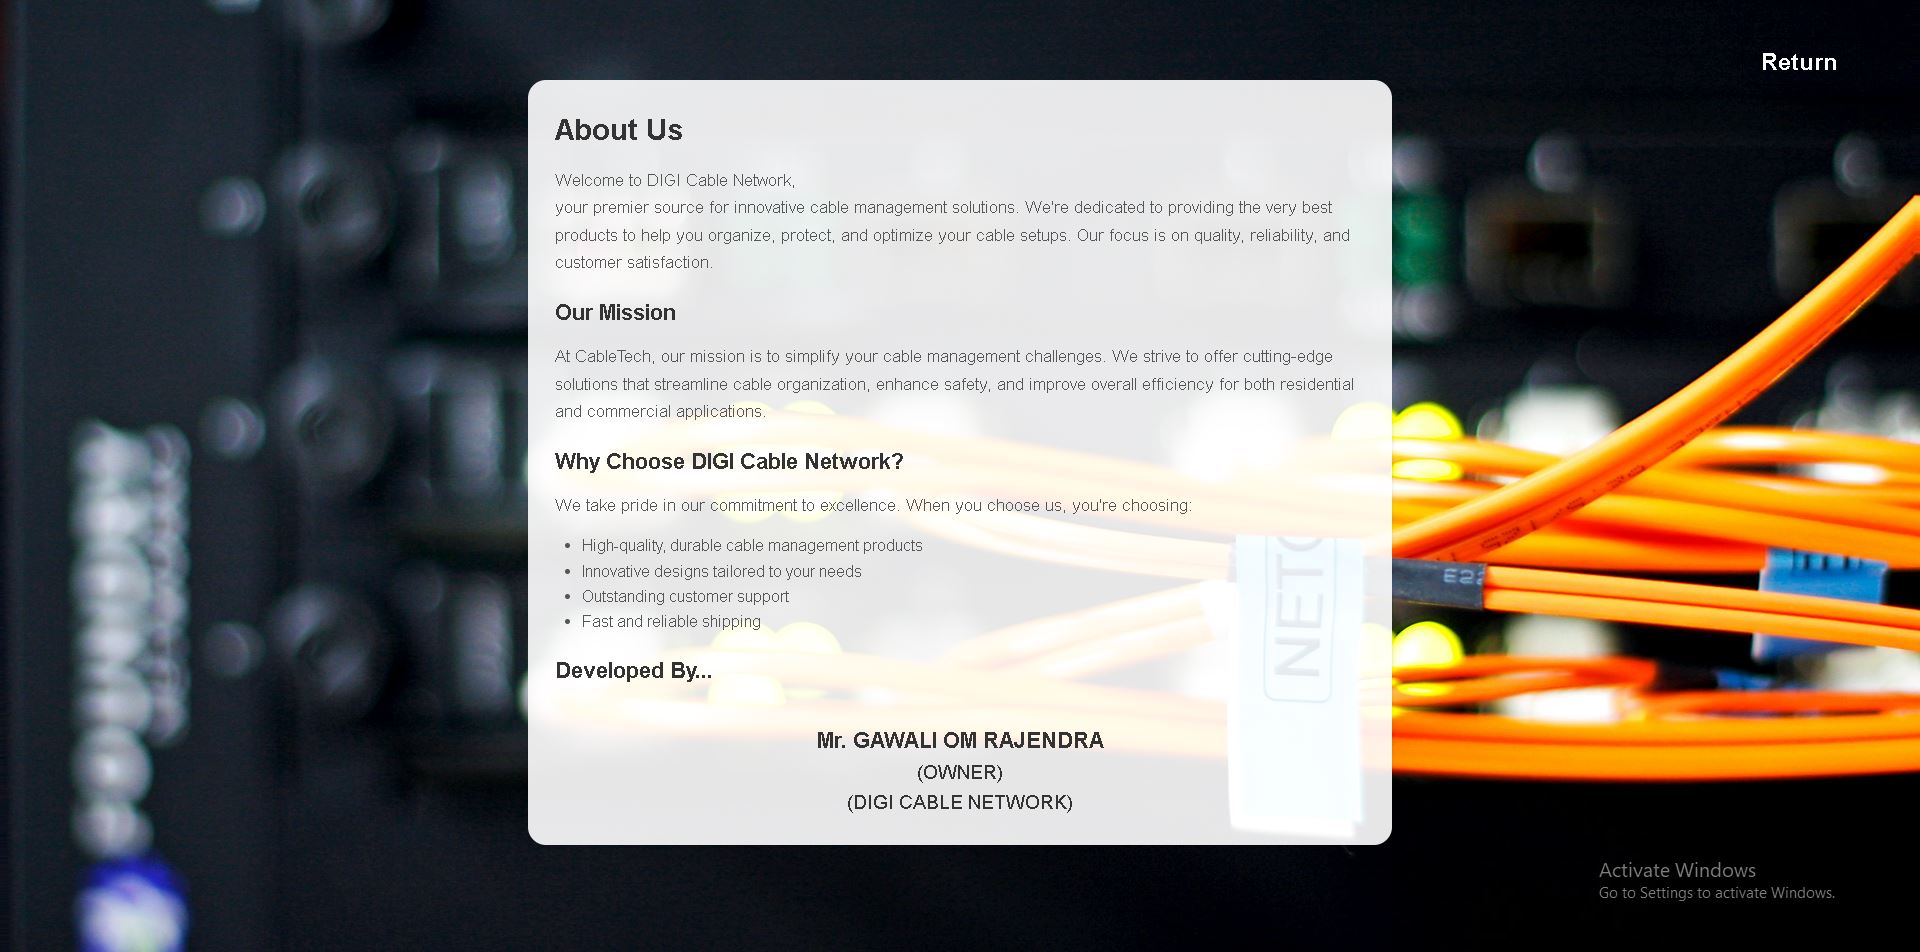 Return
About Us
Welcome to DIGI Cable Network,
your premier source for innovative cable management solutions. We're dedicated to providing the very best
products to help you organize, protect, and optimize your cable setups. Our focus is on quality, reliability, and
customer satisfaction.
Our Mission
At CableTech, our mission is to simplify your cable management challenges. We strive to offer cutting-edge
solutions that streamline cable organization, enhance safety, and improve overall efficiency for both residential
and commercial applications.
Why Choose DIGI Cable Network?
We take pride in our commitment to excellence. When you choose us, you're choosing:
• High-quality, durable cable management products
• Innovative designs tailored to your needs
• Outstanding customer support
• Fast and reliable shipping
Developed By...
Mr. GAWALI OM RAJENDRA
(OWNER)
(DIGI CABLE NETWORK)
Activate Windows
Go to Settings to activate Windows.